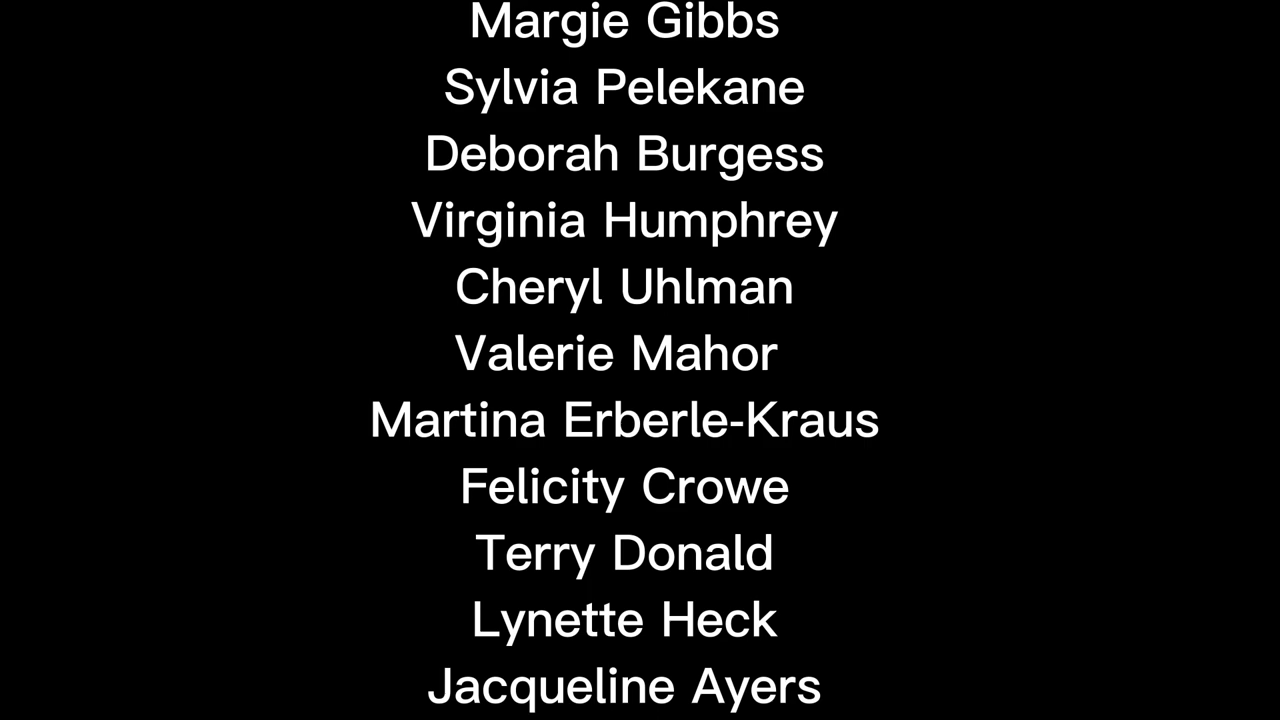 Margie Gibbs
Sylvia Pelekane
Deborah Burgess
Virginia Humphrey
Cheryl Uhlman
Valerie Mahor
Martina Erberle-Kraus
Felicity Crowe
Terry Donald
Lynette Heck
Jacqueline Ayers